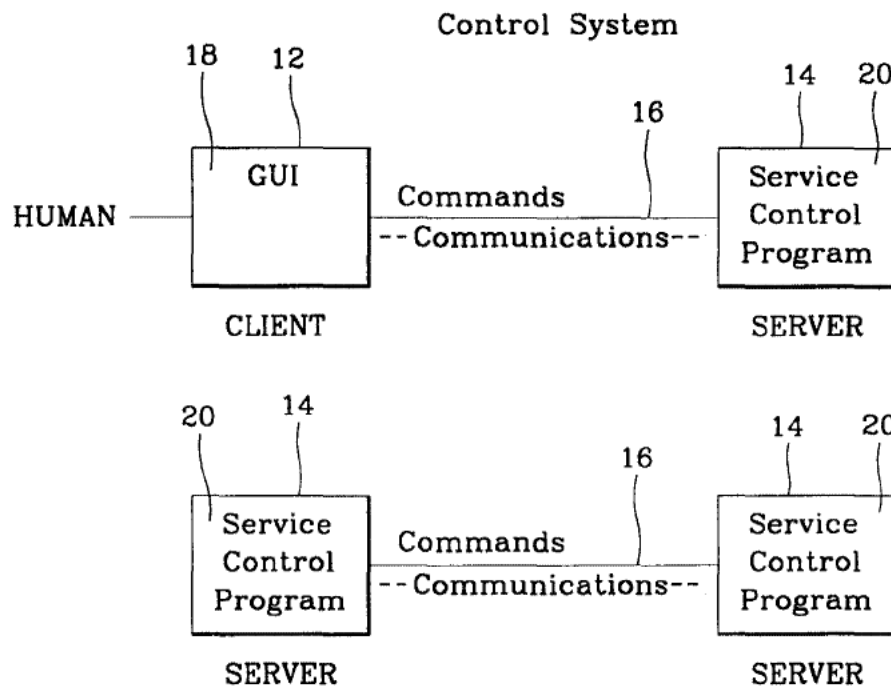 Control System
18 12 14 20
16
GUI
Service
Control
Program
HUMAN
Commands
--Communications--
CLIENT
SERVER
20 14 14 20
16
Service
Control
Program
Commands
--Communications--
Service
Control
Program
SERVER
SERVER